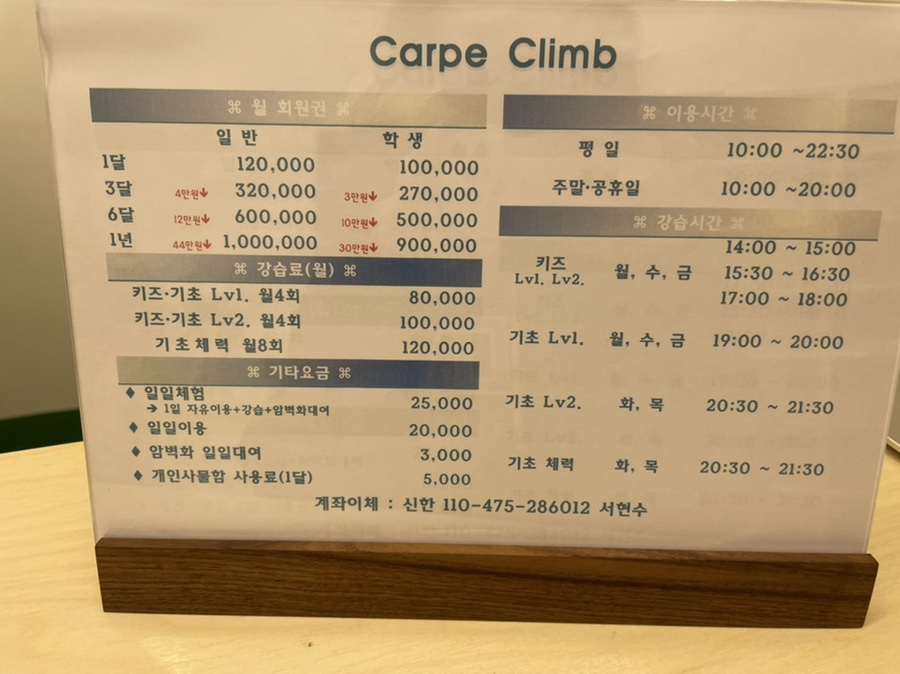 Carpe Climb
⌘ 월 회원권 ⌘
일 반 학 생
1달 120,000 100,000
3달 4만원↓ 320,000 3만원↓ 270,000
6달 12만원↓ 600,000 10만원↓ 500,000
1년 44만원↓ 1,000,000 30만원↓ 900,000
⌘ 강습료(월) ⌘
키즈·기초 Lv1. 월4회 80,000
키즈·기초 Lv2. 월4회 100,000
기초체력 월8회 120,000
⌘ 기타요금 ⌘
♦ 일일체험 25,000
➔ 1일 자유이용+강습+암벽화대여
♦ 일일이용 20,000
♦ 암벽화 일일대여 3,000
♦ 개인사물함 사용료(1달) 5,000
⌘ 이용시간 ⌘
평 일 10:00 ~22:30
주말·공휴일 10:00 ~20:00
⌘ 강습시간 ⌘
14:00 ~ 15:00
키즈 Lv1. Lv2. 월, 수, 금 15:30 ~ 16:30
17:00 ~ 18:00
기초 Lv1. 월, 수, 금 19:00 ~ 20:00
기초 Lv2. 화, 목 20:30 ~ 21:30
기초 체력 화, 목 20:30 ~ 21:30
계좌이체 : 신한 110-475-286012 서현수